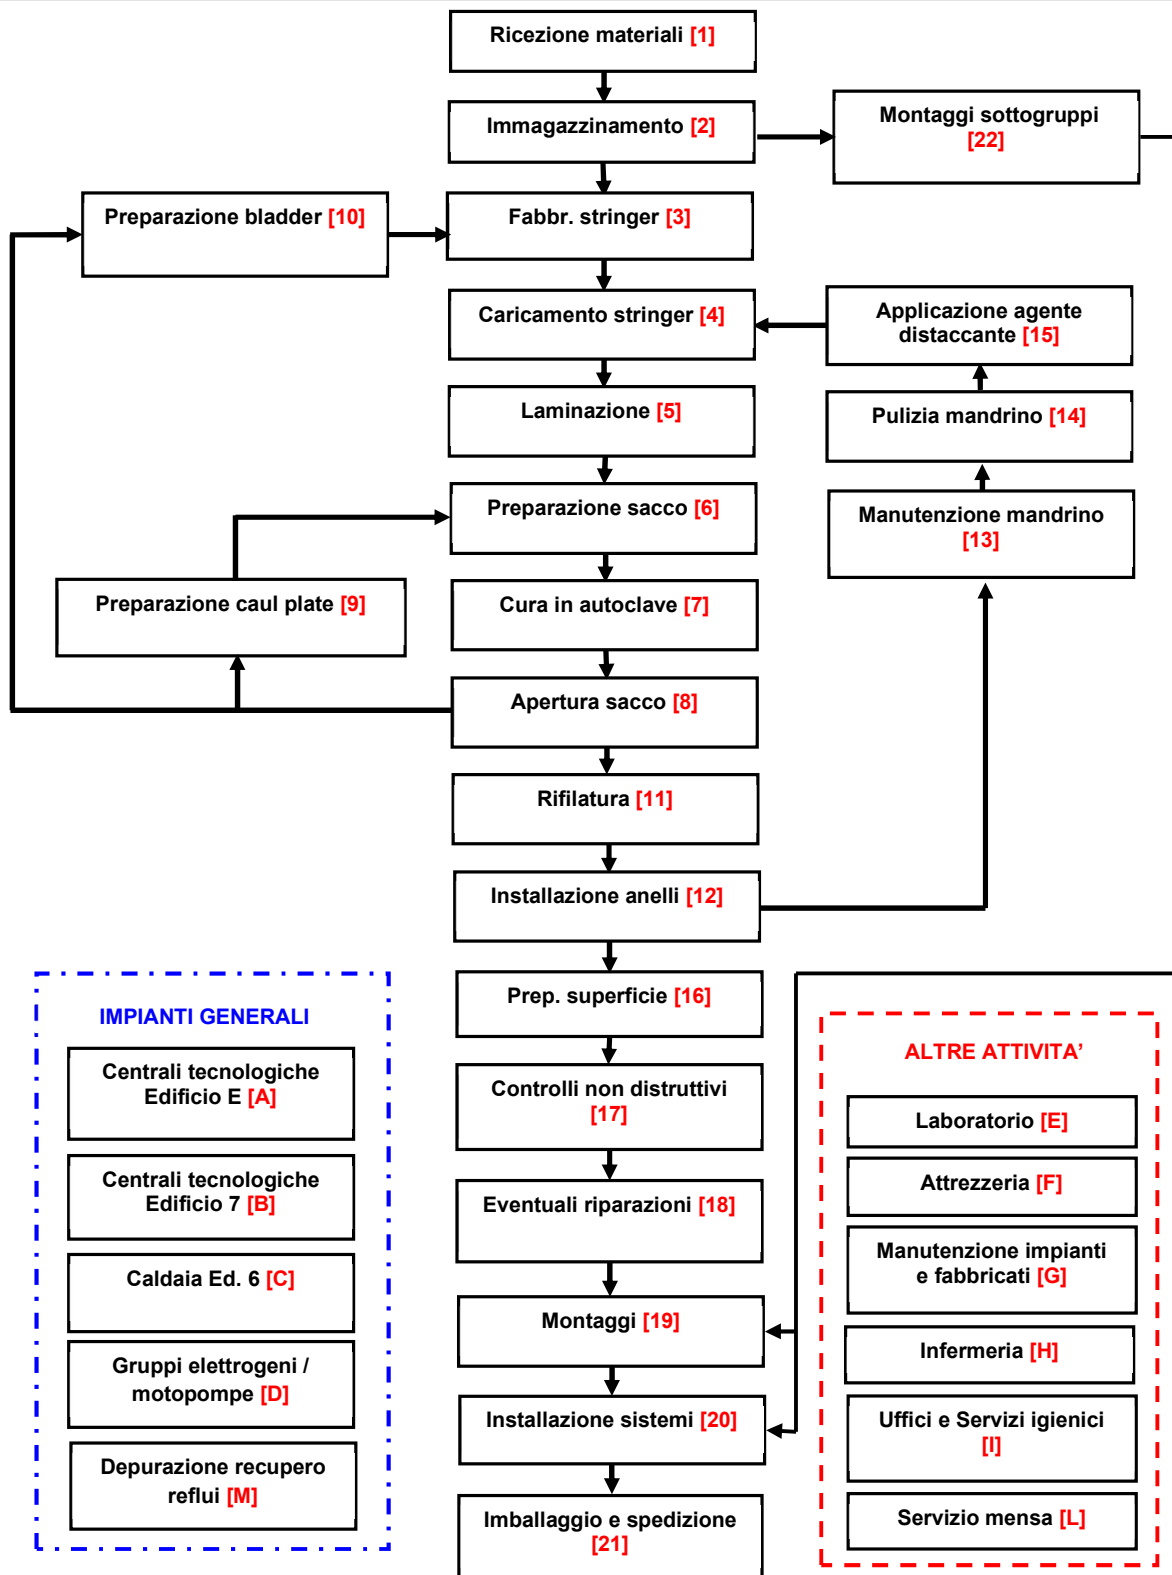 Ricezione materiali [1]
Immagazzinamento [2]
Montaggi sottogruppi
[22]
Preparazione bladder [10]
Fabbr. stringer [3]
Caricamento stringer [4]
Applicazione agente
distaccante [15]
Laminazione [5]
Pulizia mandrino [14]
Preparazione sacco [6]
Manutenzione mandrino
[13]
Preparazione caul plate [9]
Cura in autoclave [7]
Apertura sacco [8]
Rifilatura [11]
Installazione anelli [12]
Prep. superficie [16]
Controlli non distruttivi
[17]
Eventuali riparazioni [18]
Montaggi [19]
Installazione sistemi [20]
Imballaggio e spedizione
[21]
IMPIANTI GENERALI
Centrali tecnologiche
Edificio E [A]
Centrali tecnologiche
Edificio 7 [B]
Caldaia Ed. 6 [C]
Gruppi elettrogeni /
motopompe [D]
Depurazione recupero
reflui [M]
ALTRE ATTIVITA’
Laboratorio [E]
Attrezzeria [F]
Manutenzione impianti
e fabbricati [G]
Infermeria [H]
Uffici e Servizi igienici
[I]
Servizio mensa [L]